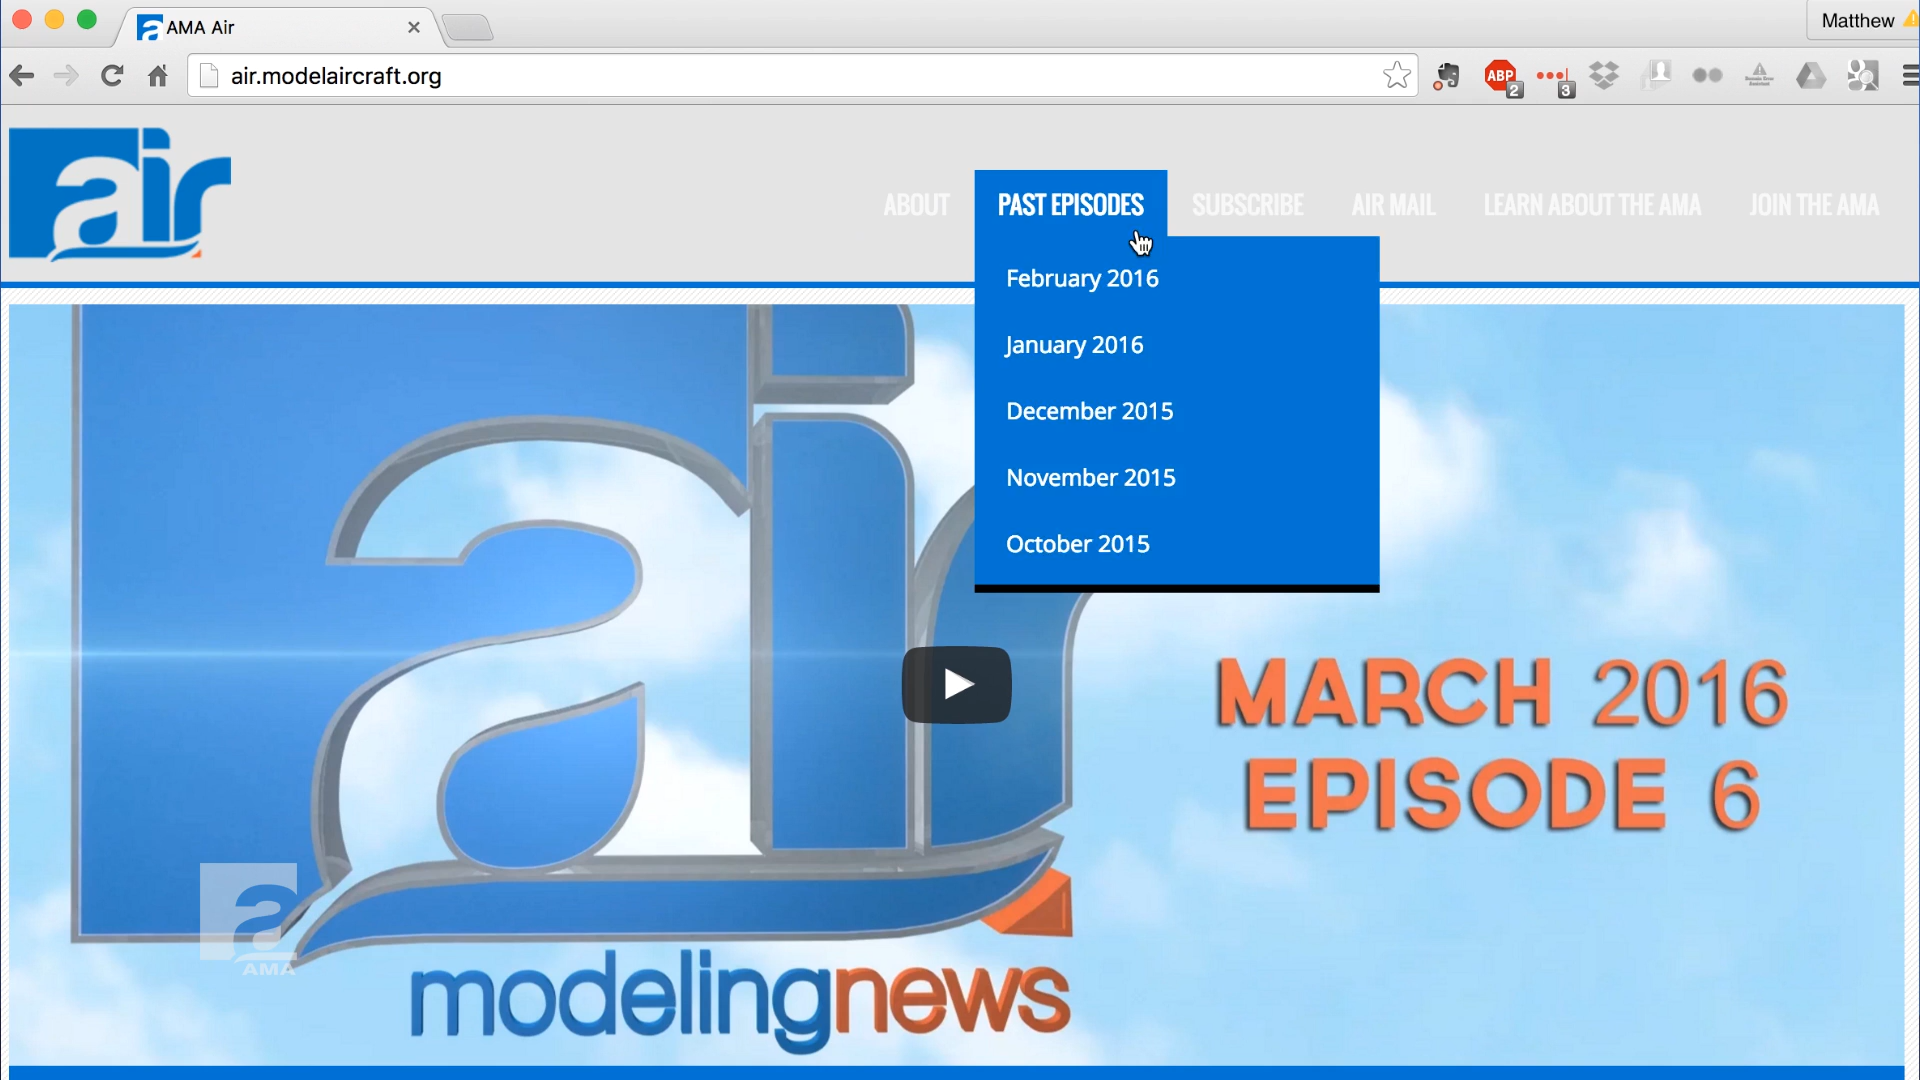 AMA Air
Matthew
air.modelaircraft.org
ABP
2
3
air
ABOUT
PAST EPISODES
SUBSCRIBE
AIR MAIL
LEARN ABOUT THE AMA
JOIN THE AMA
February 2016
January 2016
December 2015
November 2015
October 2015
air
MARCH 2016
EPISODE 6
AMA
modelingnews